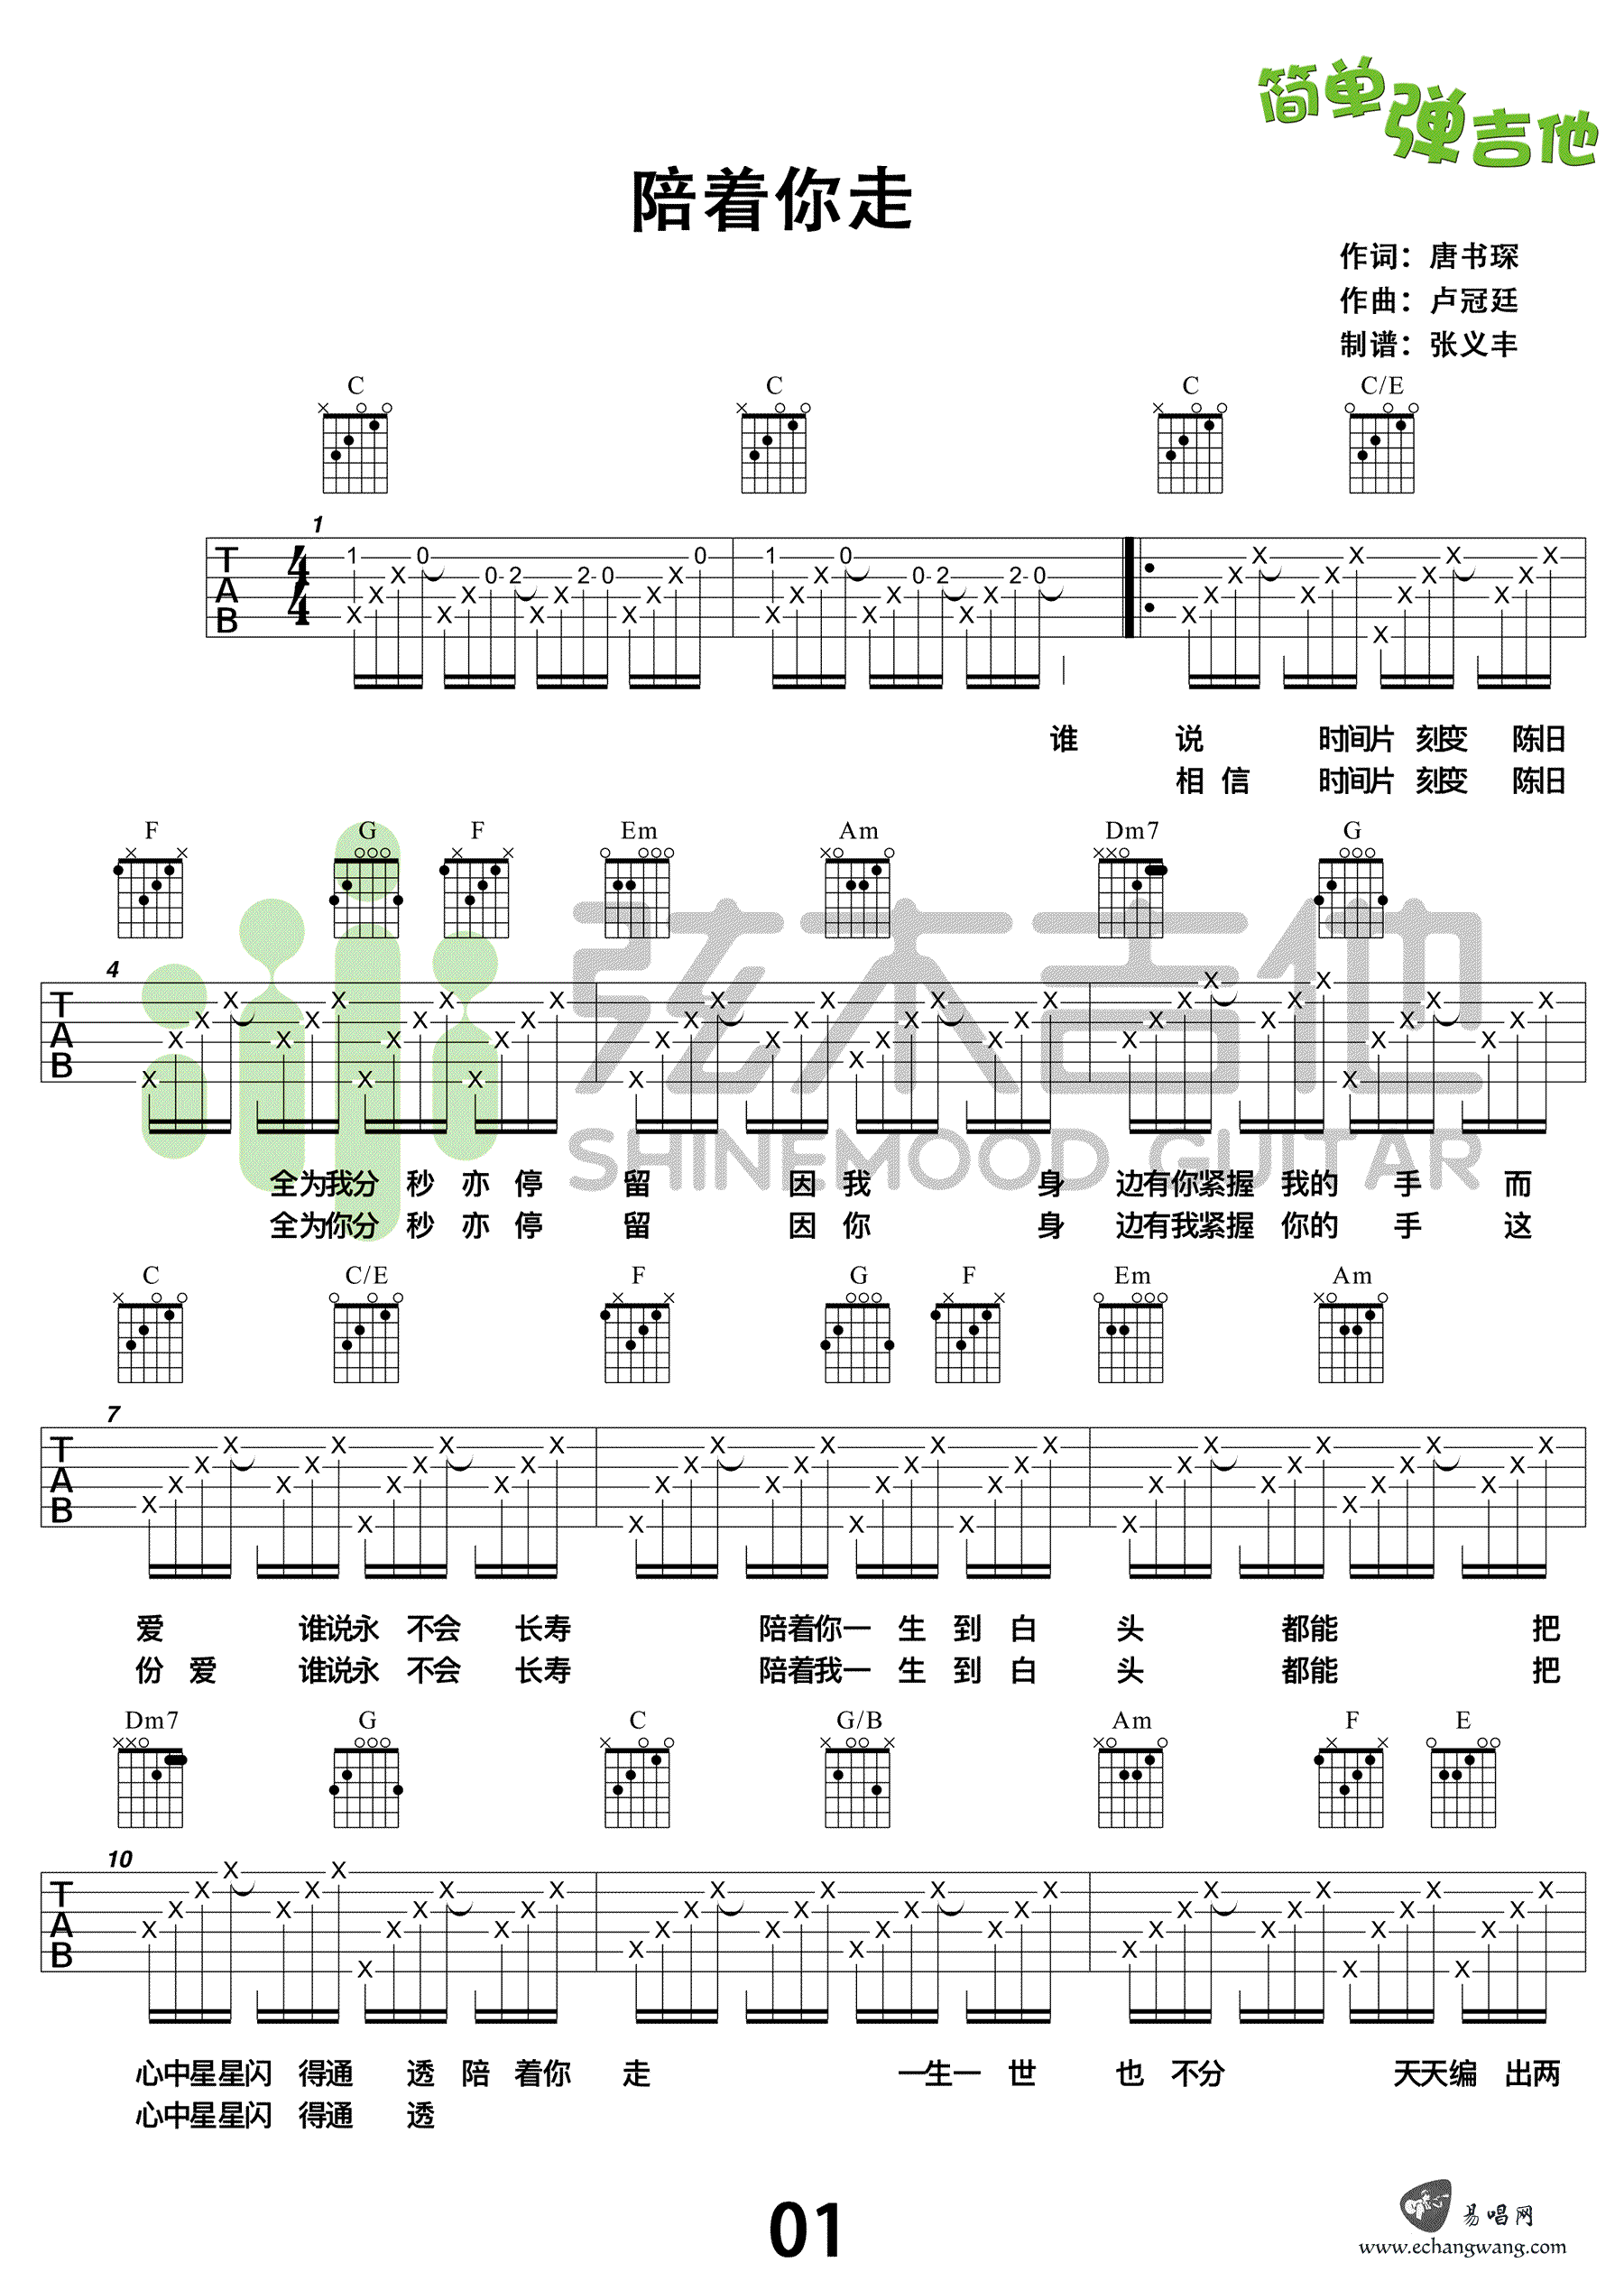 简单弹吉他
陪着你走
作词：唐书琛
作曲：卢冠廷
制谱：张义丰
C C C C/E
1
T A B 4/4 1 X X X 0 X X 0 2 X X 2 0 X X X 0 1 X X X 0 X X 0 2 X X 2 0 X X X X X X X X X X X X X X
谁 说 时间片 刻变 陈旧
相 信 时间片 刻变 陈旧
F G F Em Am Dm7 G
4
T A B X X X X X X X X X X X X X X X X X X X X X X X X X X X X X X X X X X X X X X X X X X X
弦木吉他
SHINEMOOD GUITAR
全为我分 秒 亦 停 留 因 我 身 边有你紧握 我的 手 而
全为你分 秒 亦 停 留 因 你 身 边有我紧握 你的 手 这
C C/E F G F Em Am
7
T A B X X X X X X X X X X X X X X X X X X X X X X X X X X X X X X X X X X X X X X X X X X X
爱 谁说永 不会 长寿 陪着你一 生 到 白 头 都能 把
份 爱 谁说永 不会 长寿 陪着我一 生 到 白 头 都能 把
Dm7 G C G/B Am F E
10
T A B X X X X X X X X X X X X X X X X X X X X X X X X X X X X X X X X X X X X X X X X X X X
心中星星闪 得通 透 陪 着你 走 一生一 世 也 不分 天天编 出两
心中星星闪 得通 透
01
易唱网
www.echangwang.com